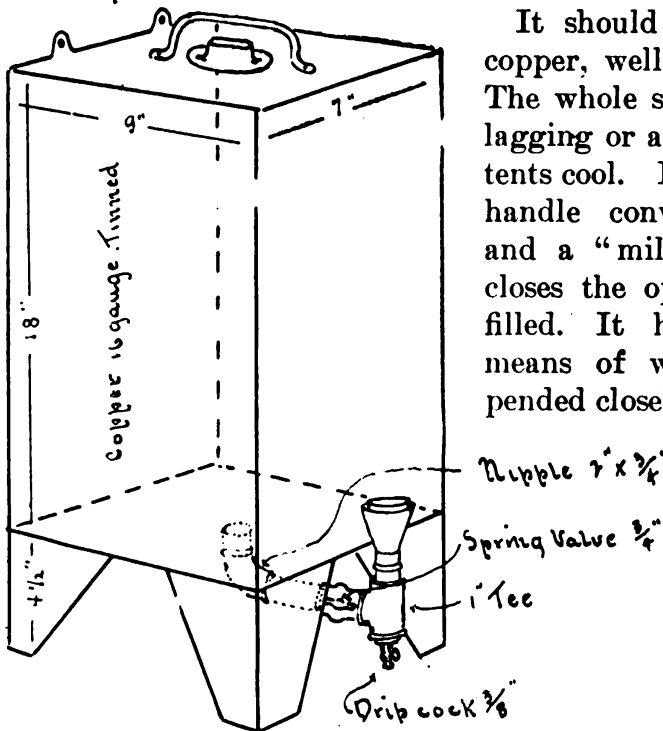 It should
copper, well
The whole s
lagging or a
tents cool. I
handle conv
and a "mil
closes the op
filled. It h
means of w
pended close
9"
7"
18"
Copper 16 gauge. Tinned
4½"
Nipple 2" x ¾"
Spring Valve ¾"
1" Tee
Drip cock ⅜"